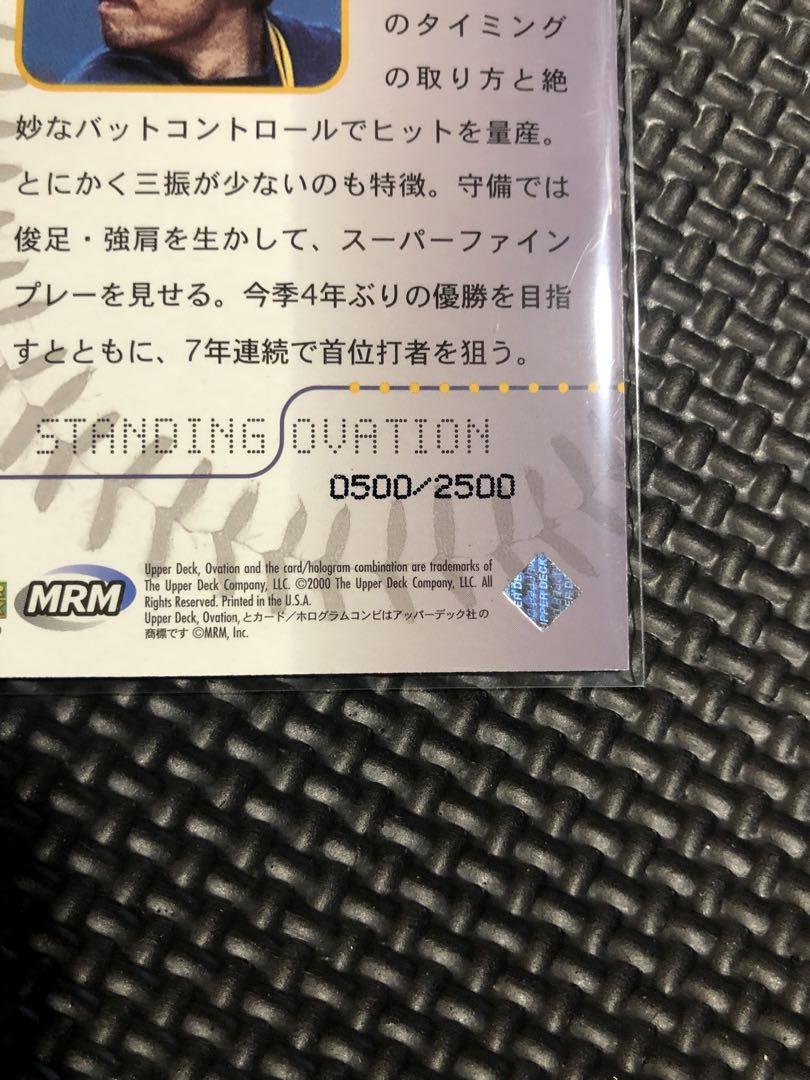 のタイミング
の取り方と絶
妙なバットコントロールでヒットを量産。
とにかく三振が少ないのも特徴。守備では
俊足・強肩を生かして、スーパーファイン
プレーを見せる。今季4年ぶりの優勝を目指
すとともに、7年連続で首位打者を狙う。
STANDING OVATION
0500/2500
MRM
Upper Deck, Ovation and the card/hologram combination are trademarks of
The Upper Deck Company, LLC. ©2000 The Upper Deck Company, LLC. All
Rights Reserved. Printed in the U.S.A.
Upper Deck, Ovation, とカード／ホログラムコンビはアッパーデック社の
商標です ©MRM, Inc.
UPPER DECK